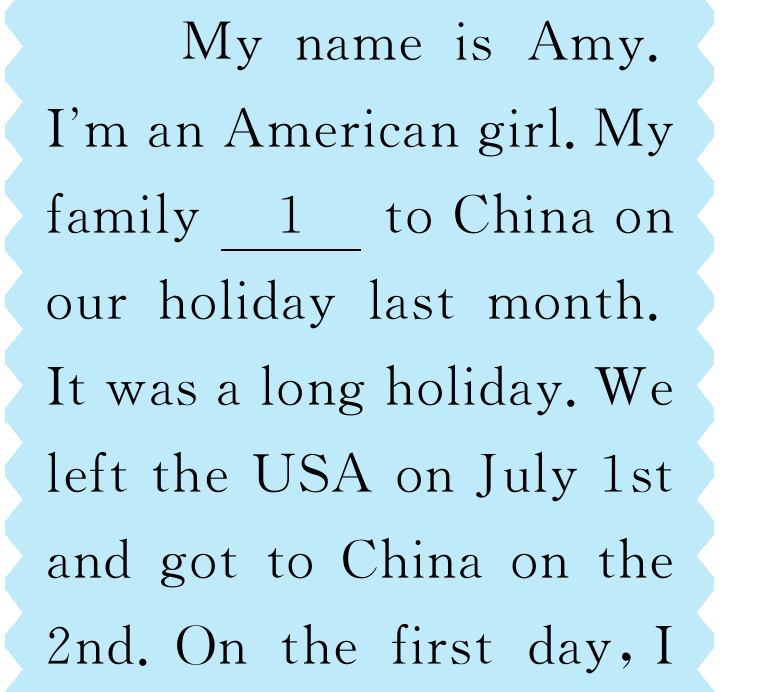 My name is Amy.
I'm an American girl. My
family 1 to China on
our holiday last month.
It was a long holiday. We
left the USA on July 1st
and got to China on the
2nd. On the first day, I